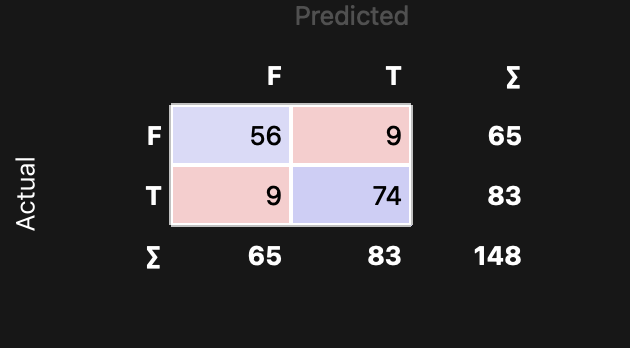 Predicted
F T Σ
Actual
F 56 9 65
T 9 74 83
Σ 65 83 148